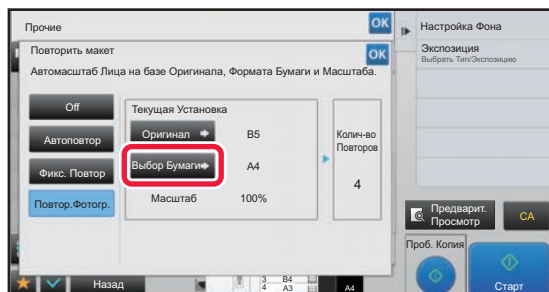 Прочие
OK
Настройка Фона
Повторить макет
OK
Экспозиция
Выбрать Тип/Экспозицию
Автомасштаб Лица на базе Оригинала, Формата Бумаги и Масштаба.
Off
Текущая Установка
Оригинал
B5
Колич-во
Повторов
Автоповтор
Выбор Бумаги
A4
Фикс. Повтор
4
Повтор.Фотогр.
Масштаб
100%
Предварит.
Просмотр
CA
Проб. Копия
Назад
3 B4
4 A3
A4
Старт